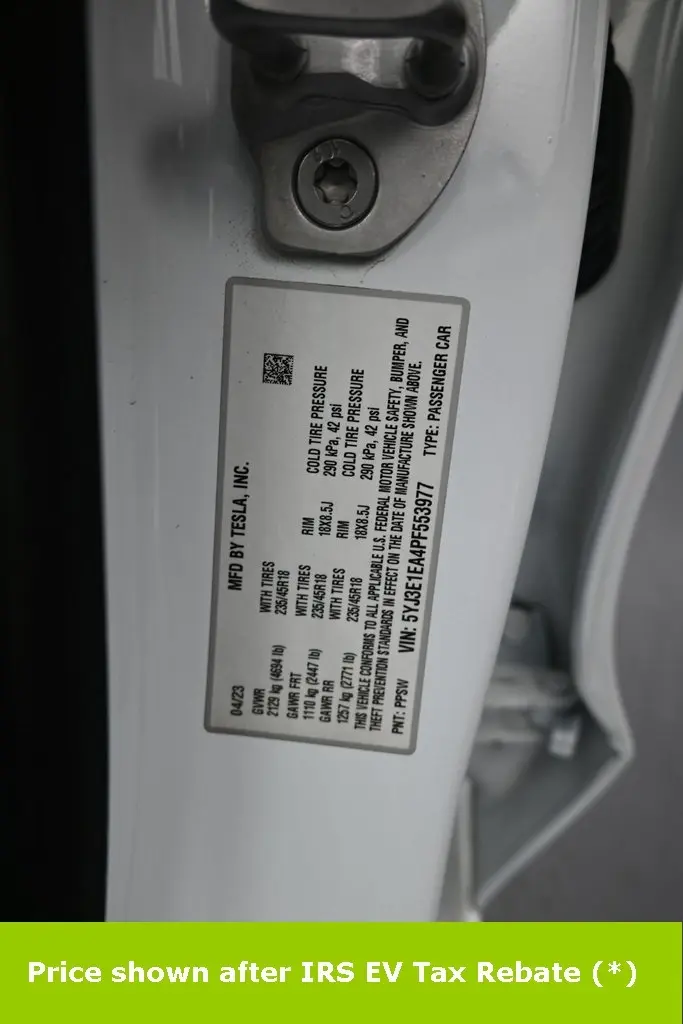 MFD BY TESLA, INC.
04/23
GVWR
2129 kg (4694 lb)
WITH TIRES
235/45R18
RIM
18X8.5J
COLD TIRE PRESSURE
290 kPa, 42 psi
GAWR FRT
1110 kg (2447 lb)
WITH TIRES
235/45R18
RIM
18X8.5J
COLD TIRE PRESSURE
290 kPa, 42 psi
GAWR RR
1257 kg (2771 lb)
WITH TIRES
235/45R18
THIS VEHICLE CONFORMS TO ALL APPLICABLE U.S. FEDERAL MOTOR VEHICLE SAFETY, BUMPER, AND
THEFT PREVENTION STANDARDS IN EFFECT ON THE DATE OF MANUFACTURE SHOWN ABOVE.
PNT: PPSW VIN: 5YJ3E1EA4PF553977 TYPE: PASSENGER CAR
Price shown after IRS EV Tax Rebate (*)